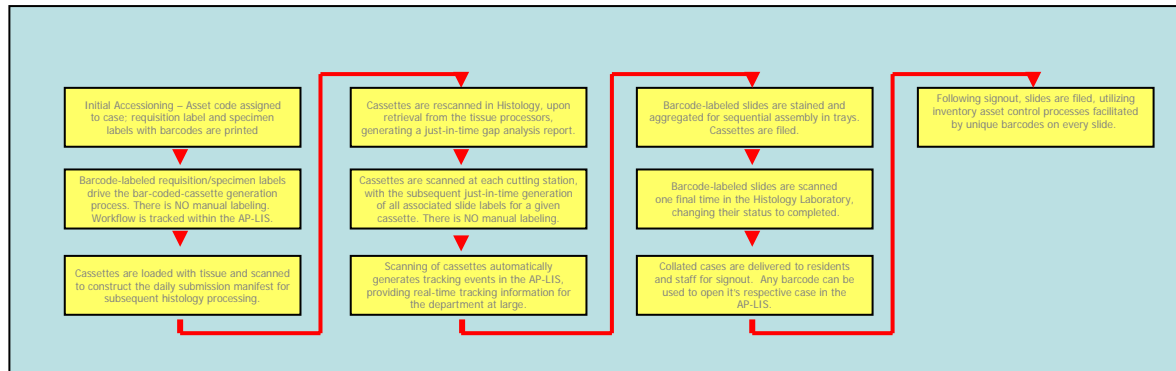 Initial Accessioning – Asset code assigned
to case; requisition label and specimen
labels with barcodes are printed
Barcode-labeled requisition/specimen labels
drive the bar-coded-cassette generation
process. There is NO manual labeling.
Workflow is tracked within the AP-LIS.
Cassettes are loaded with tissue and scanned
to construct the daily submission manifest for
subsequent histology processing.
Cassettes are rescanned in Histology, upon
retrieval from the tissue processors,
generating a just-in-time gap analysis report.
Cassettes are scanned at each cutting station,
with the subsequent just-in-time generation
of all associated slide labels for a given
cassette. There is NO manual labeling.
Scanning of cassettes automatically
generates tracking events in the AP-LIS,
providing real-time tracking information for
the department at large.
Barcode-labeled slides are stained and
aggregated for sequential assembly in trays.
Cassettes are filed.
Barcode-labeled slides are scanned
one final time in the Histology Laboratory,
changing their status to completed.
Collated cases are delivered to residents
and staff for signout. Any barcode can be
used to open it's respective case in the
AP-LIS.
Following signout, slides are filed, utilizing
inventory asset control processes facilitated
by unique barcodes on every slide.